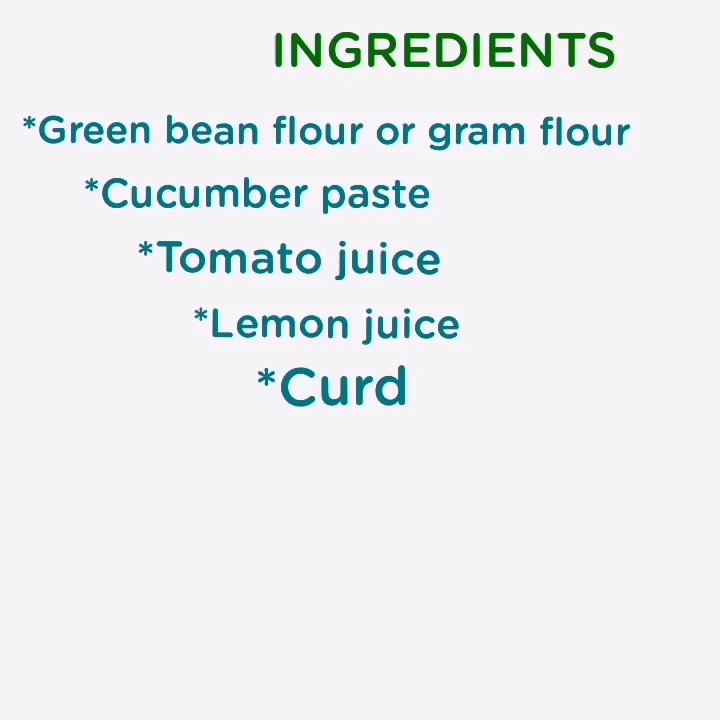 INGREDIENTS
*Green bean flour or gram flour
*Cucumber paste
*Tomato juice
*Lemon juice
*Curd